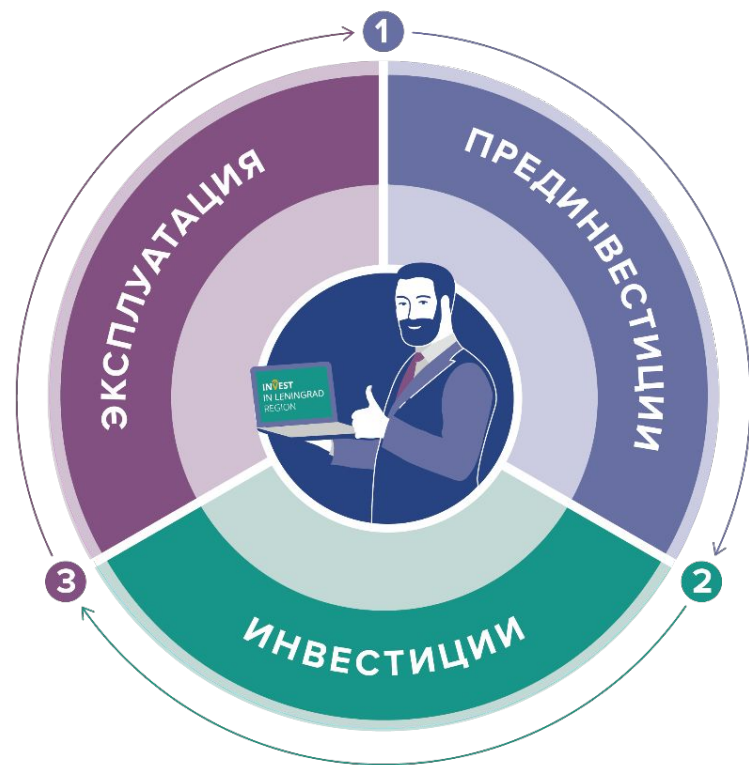 1
ПРЕДИНВЕСТИЦИИ
2
ИНВЕСТИЦИИ
3
ЭКСПЛУАТАЦИЯ
INVEST
IN LENINGRAD
REGION